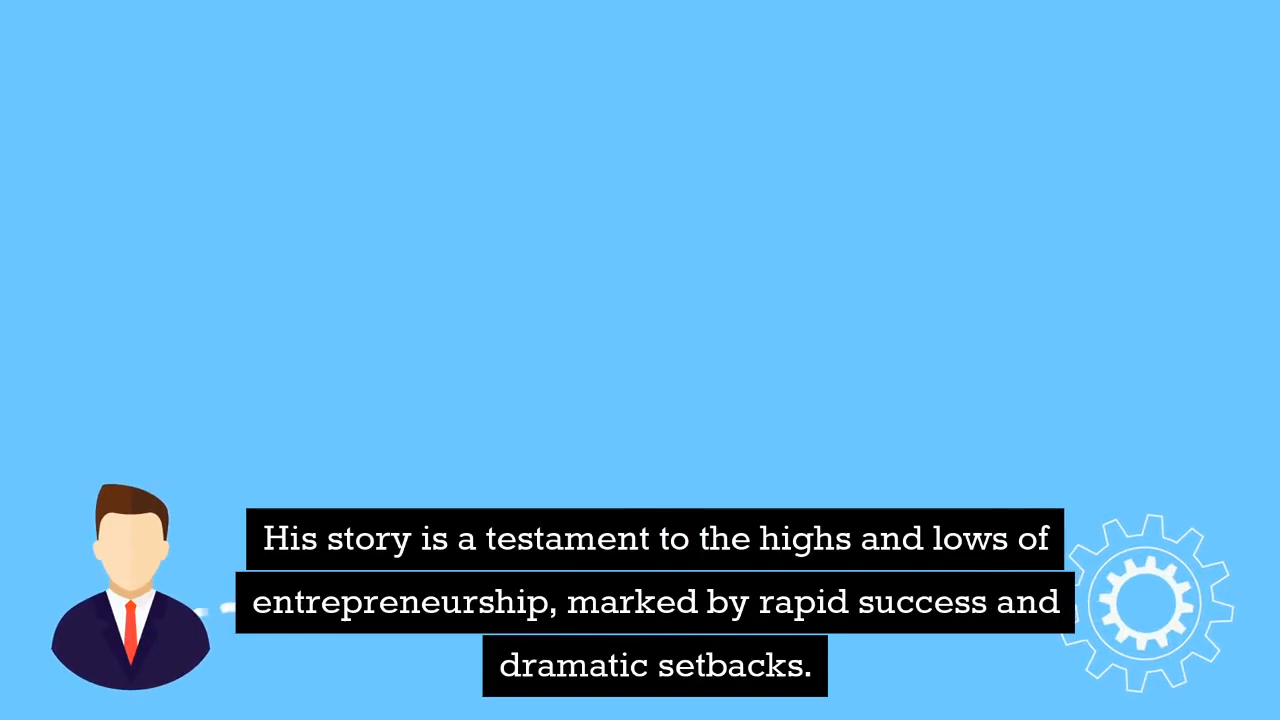 His story is a testament to the highs and lows of
entrepreneurship, marked by rapid success and
dramatic setbacks.